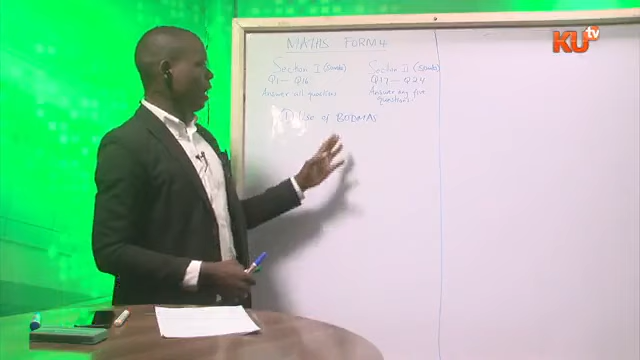 KU tv
MATHS FORM 4
Section I (50mks)
Q1 — Q16
Answer all questions
Section II (50mks)
Q17 — Q24
Answer any five
questions
1) Use of BODMAS